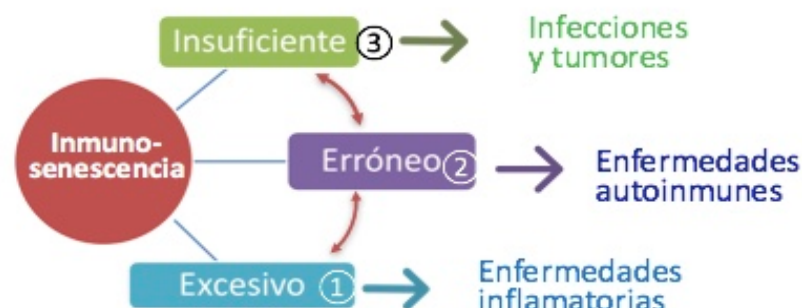 Insuficiente ③
Infecciones
y tumores
Inmuno-
senescencia
Erróneo ②
Enfermedades
autoinmunes
Excesivo ①
Enfermedades
inflamatorias